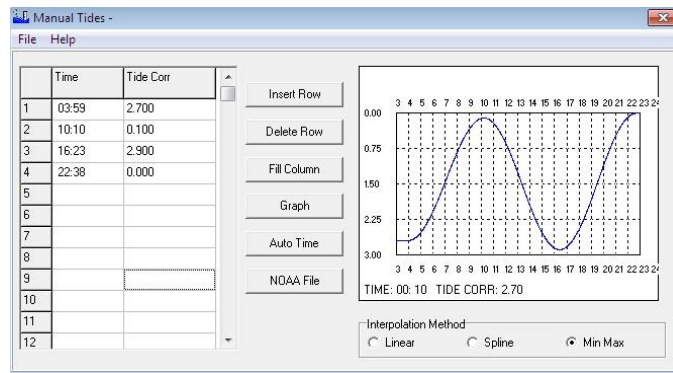 Manual Tides -
File Help
Time Tide Corr
1 03:59 2.700
2 10:10 0.100
3 16:23 2.900
4 22:38 0.000
5
6
7
8
9
10
11
12
Insert Row
Delete Row
Fill Column
Graph
Auto Time
NOAA File
3 4 5 6 7 8 9 10 11 12 13 14 15 16 17 18 19 20 21 22 23 24
0.00
0.75
1.50
2.25
3.00
3 4 5 6 7 8 9 10 11 12 13 14 15 16 17 18 19 20 21 22 23 24
TIME: 00: 10 TIDE CORR: 2.70
Interpolation Method
Linear Spline Min Max